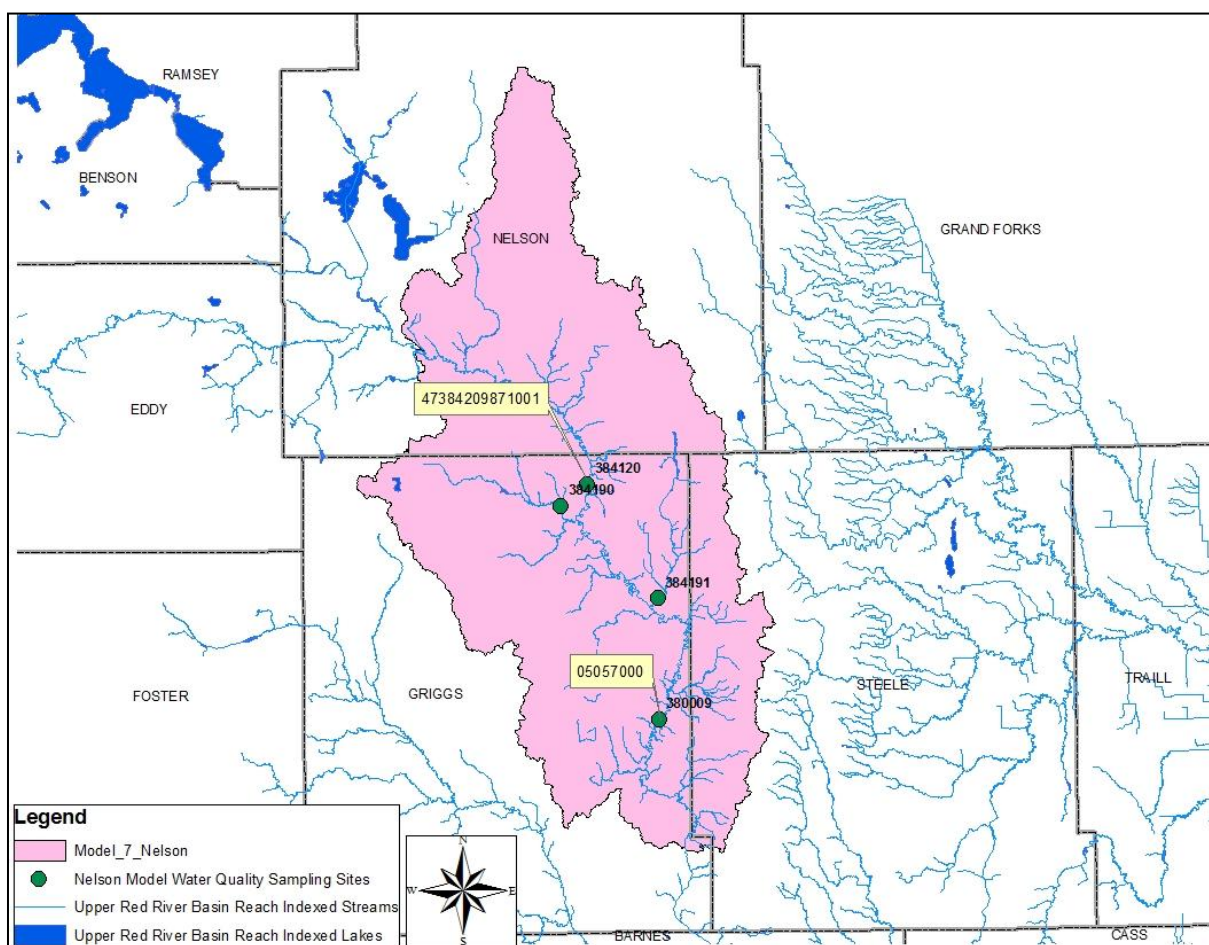 RAMSEY
BENSON
NELSON
GRAND FORKS
EDDY
47384209871001
384120
384190
384191
05057000
380009
FOSTER
GRIGGS
STEELE
TRAILL
Legend
Model_7_Nelson
Nelson Model Water Quality Sampling Sites
Upper Red River Basin Reach Indexed Streams
Upper Red River Basin Reach Indexed Lakes
N
W
E
S
BARNES
CASS